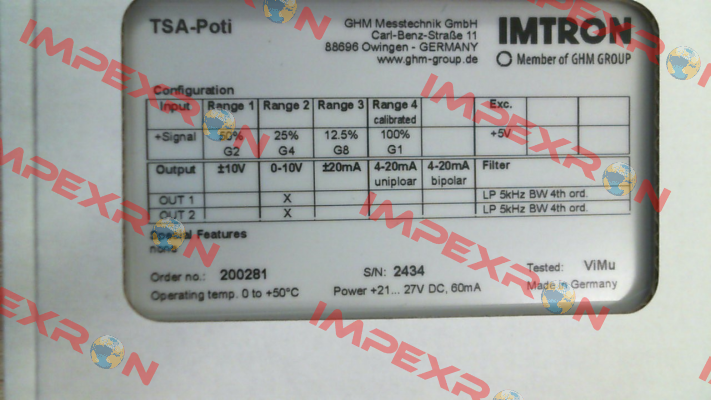 TSA-Poti
GHM Messtechnik GmbH
Carl-Benz-Straße 11
88696 Owingen - GERMANY
www.ghm-group.de
IMTRON
Member of GHM GROUP
Configuration
Input Range 1 Range 2 Range 3 Range 4 calibrated Exc.
+Signal 50% 25% 12.5% 100% +5V
G2 G4 G8 G1
Output ±10V 0-10V ±20mA 4-20mA 4-20mA Filter
uniploar bipolar
OUT 1 X LP 5kHz BW 4th ord.
OUT 2 X LP 5kHz BW 4th ord.
Special Features
none
Order no.: 200281 S/N: 2434 Tested: ViMu
Operating temp. 0 to +50°C Power +21... 27V DC, 60mA Made in Germany
IMPEXRON
IMPEXRON
IMPEXRON
IMPEXRON
IMPEXRON
IMPEXRON